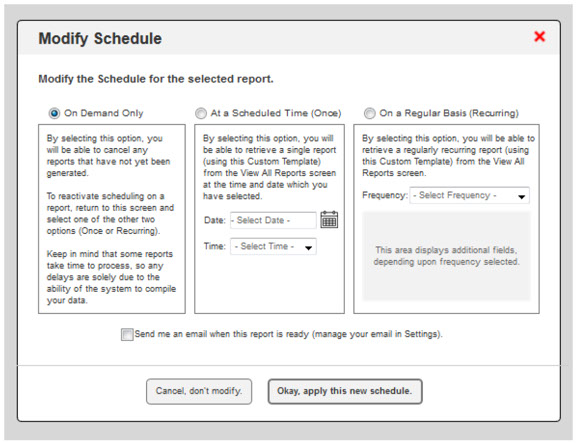 Modify Schedule
Modify the Schedule for the selected report.
On Demand Only
By selecting this option, you
will be able to cancel any
reports that have not yet been
generated.
To reactivate scheduling on a
report, return to this screen and
select one of the other two
options (Once or Recurring).
Keep in mind that some reports
take time to process, so any
delays are solely due to the
ability of the system to compile
your data.
At a Scheduled Time (Once)
By selecting this option, you will
be able to retrieve a single report
(using this Custom Template)
from the View All Reports screen
at the time and date which you
have selected.
Date: - Select Date -
Time: - Select Time -
On a Regular Basis (Recurring)
By selecting this option, you will be able to
retrieve a regularly recurring report (using
this Custom Template) from the View All
Reports screen.
Frequency: - Select Frequency -
This area displays additional fields,
depending upon frequency selected.
Send me an email when this report is ready (manage your email in Settings).
Cancel, don't modify.
Okay, apply this new schedule.